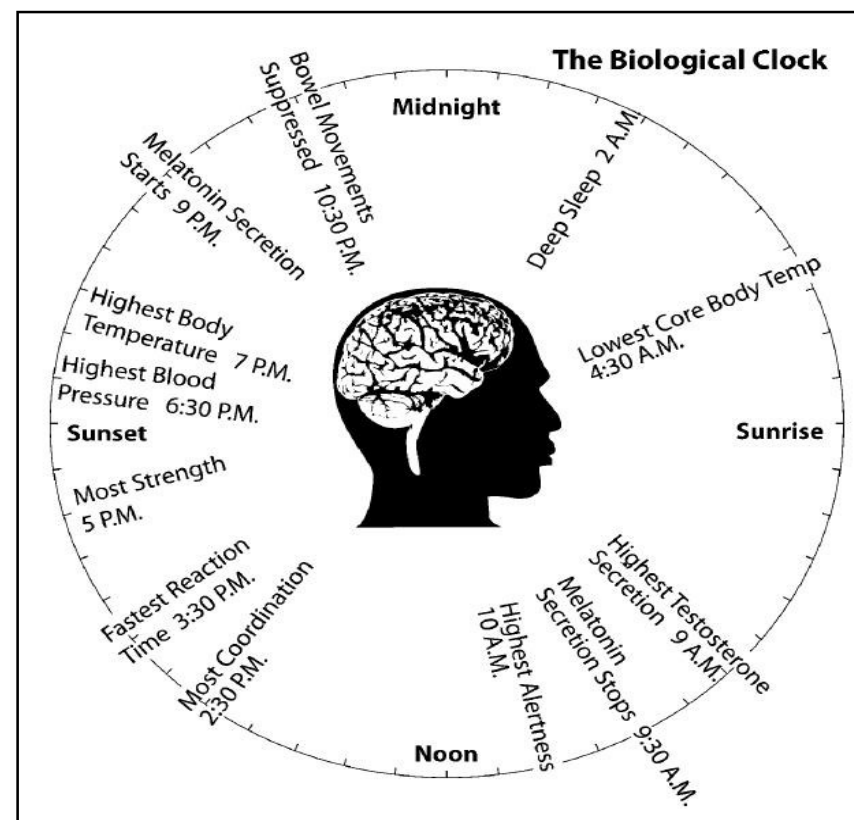 The Biological Clock
Midnight
Deep Sleep 2 A.M.
Lowest Core Body Temp
4:30 A.M.
Sunrise
Highest Testosterone
Secretion 9 A.M.
Melatonin
Secretion Stops 9:30 A.M.
Highest Alertness
10 A.M.
Noon
Most Coordination
2:30 P.M.
Fastest Reaction
Time 3:30 P.M.
Most Strength
5 P.M.
Sunset
Highest Blood
Pressure 6:30 P.M.
Highest Body
Temperature 7 P.M.
Melatonin Secretion
Starts 9 P.M.
Bowel Movements
Suppressed 10:30 P.M.